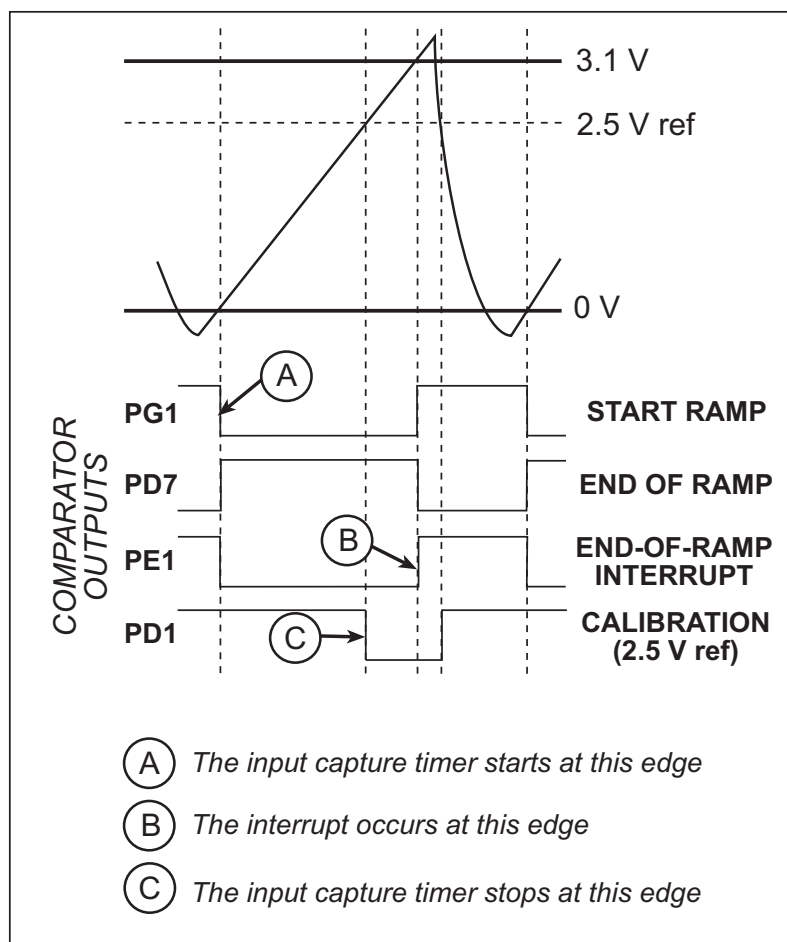 3.1 V
2.5 V ref
0 V
COMPARATOR
OUTPUTS
A
PG1
START RAMP
PD7
END OF RAMP
B
PE1
END-OF-RAMP
INTERRUPT
C
PD1
CALIBRATION
(2.5 V ref)
A The input capture timer starts at this edge
B The interrupt occurs at this edge
C The input capture timer stops at this edge